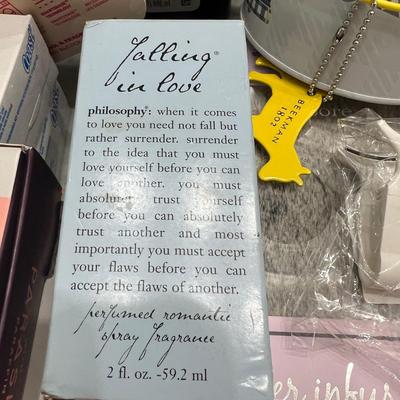 falling®
in love
philosophy®: when it comes
to love you need not fall but
rather surrender. surrender
to the idea that you must
love yourself before you can
love another. you must
absolutely trust yourself
before you can absolutely
trust another and most
importantly you must accept
your flaws before you can
accept the flaws of another.
perfumed romantic
spray fragrance
2 fl. oz. -59.2 ml
BEEKMAN
1802